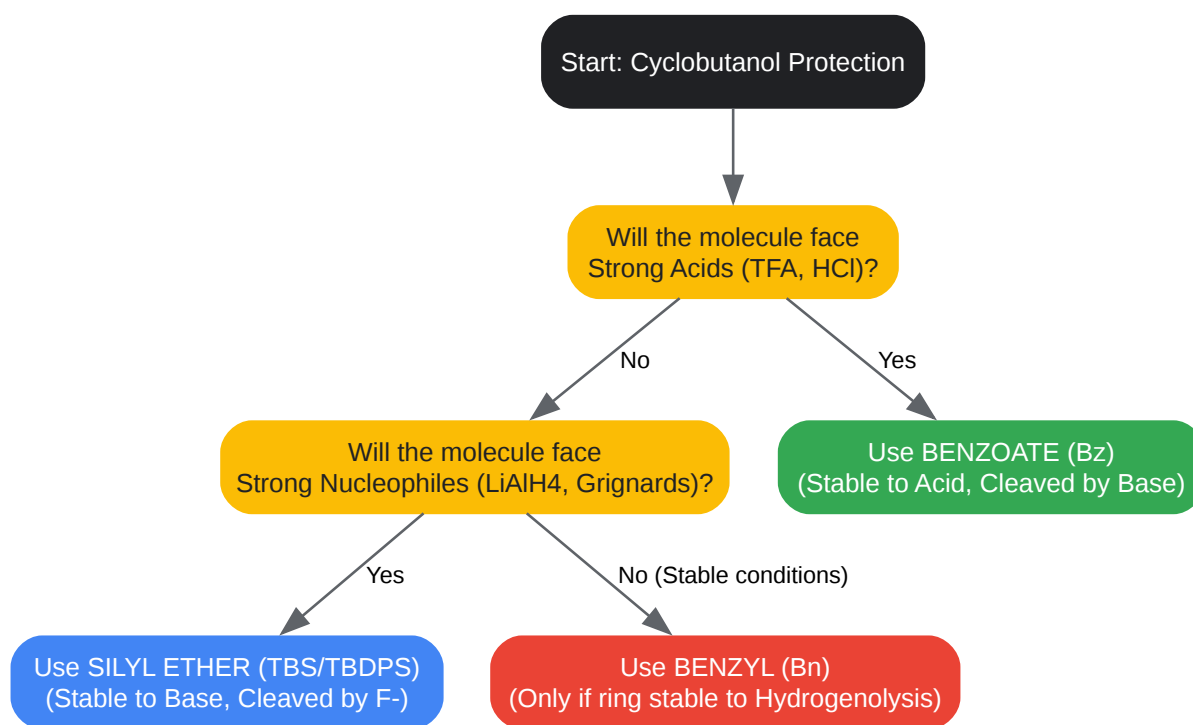 Start: Cyclobutanol Protection
Will the molecule face
Strong Acids (TFA, HCl)?
No
Yes
Will the molecule face
Strong Nucleophiles (LiAlH4, Grignards)?
Use BENZOATE (Bz)
(Stable to Acid, Cleaved by Base)
Yes
No (Stable conditions)
Use SILYL ETHER (TBS/TBDPS)
(Stable to Base, Cleaved by F-)
Use BENZYL (Bn)
(Only if ring stable to Hydrogenolysis)